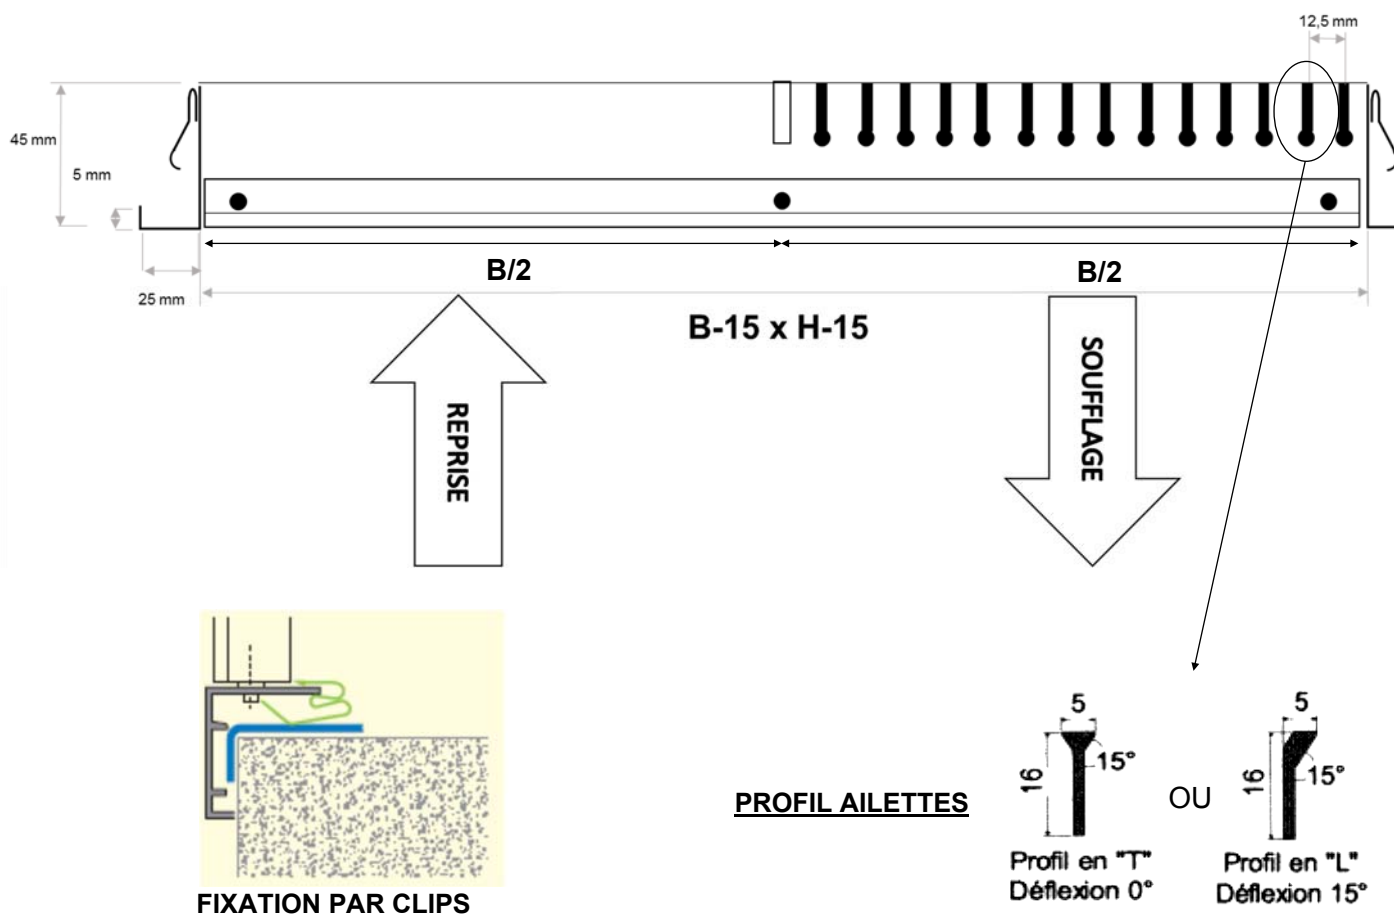 12,5 mm
45 mm
5 mm
25 mm
B/2
B/2
B-15 x H-15
REPRISE
SOUFFLAGE
5
15°
16
5
15°
16
PROFIL AILETTES
OU
Profil en "T"
Déflexion 0°
Profil en "L"
Déflexion 15°
FIXATION PAR CLIPS